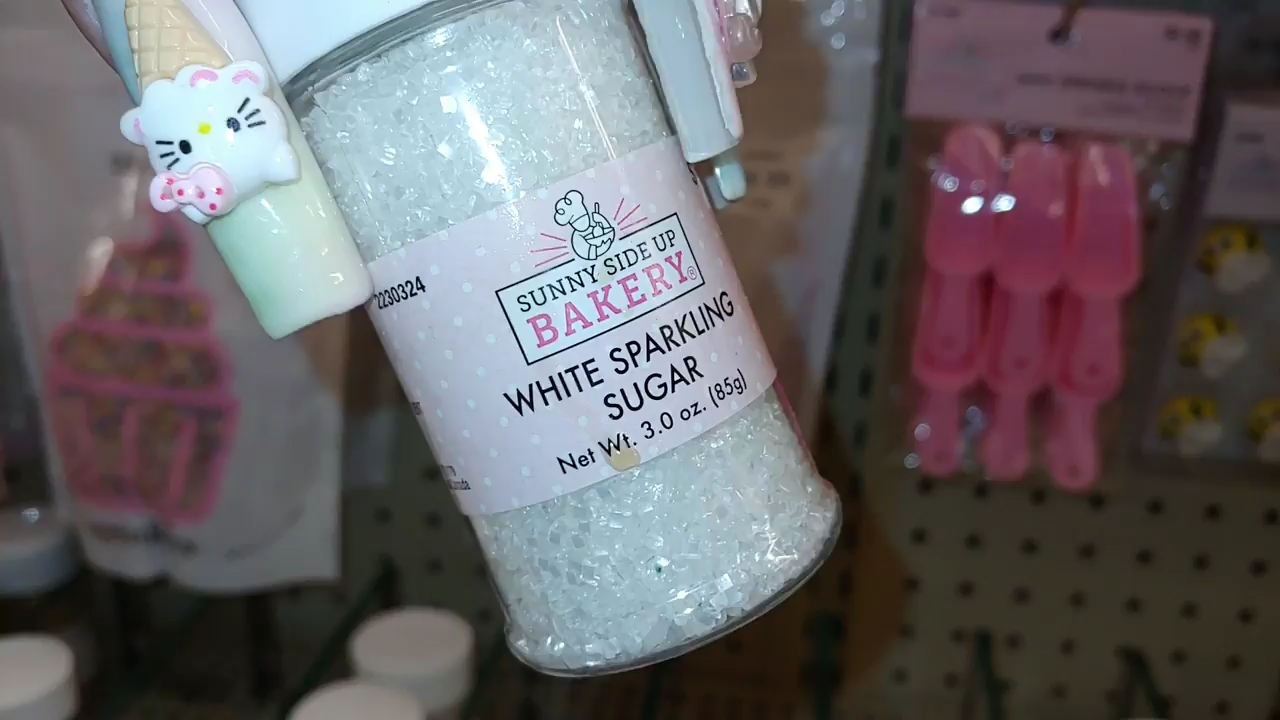 2230324
SUNNY SIDE UP
BAKERY®
WHITE SPARKLING
SUGAR
Net Wt. 3.0 oz. (85g)